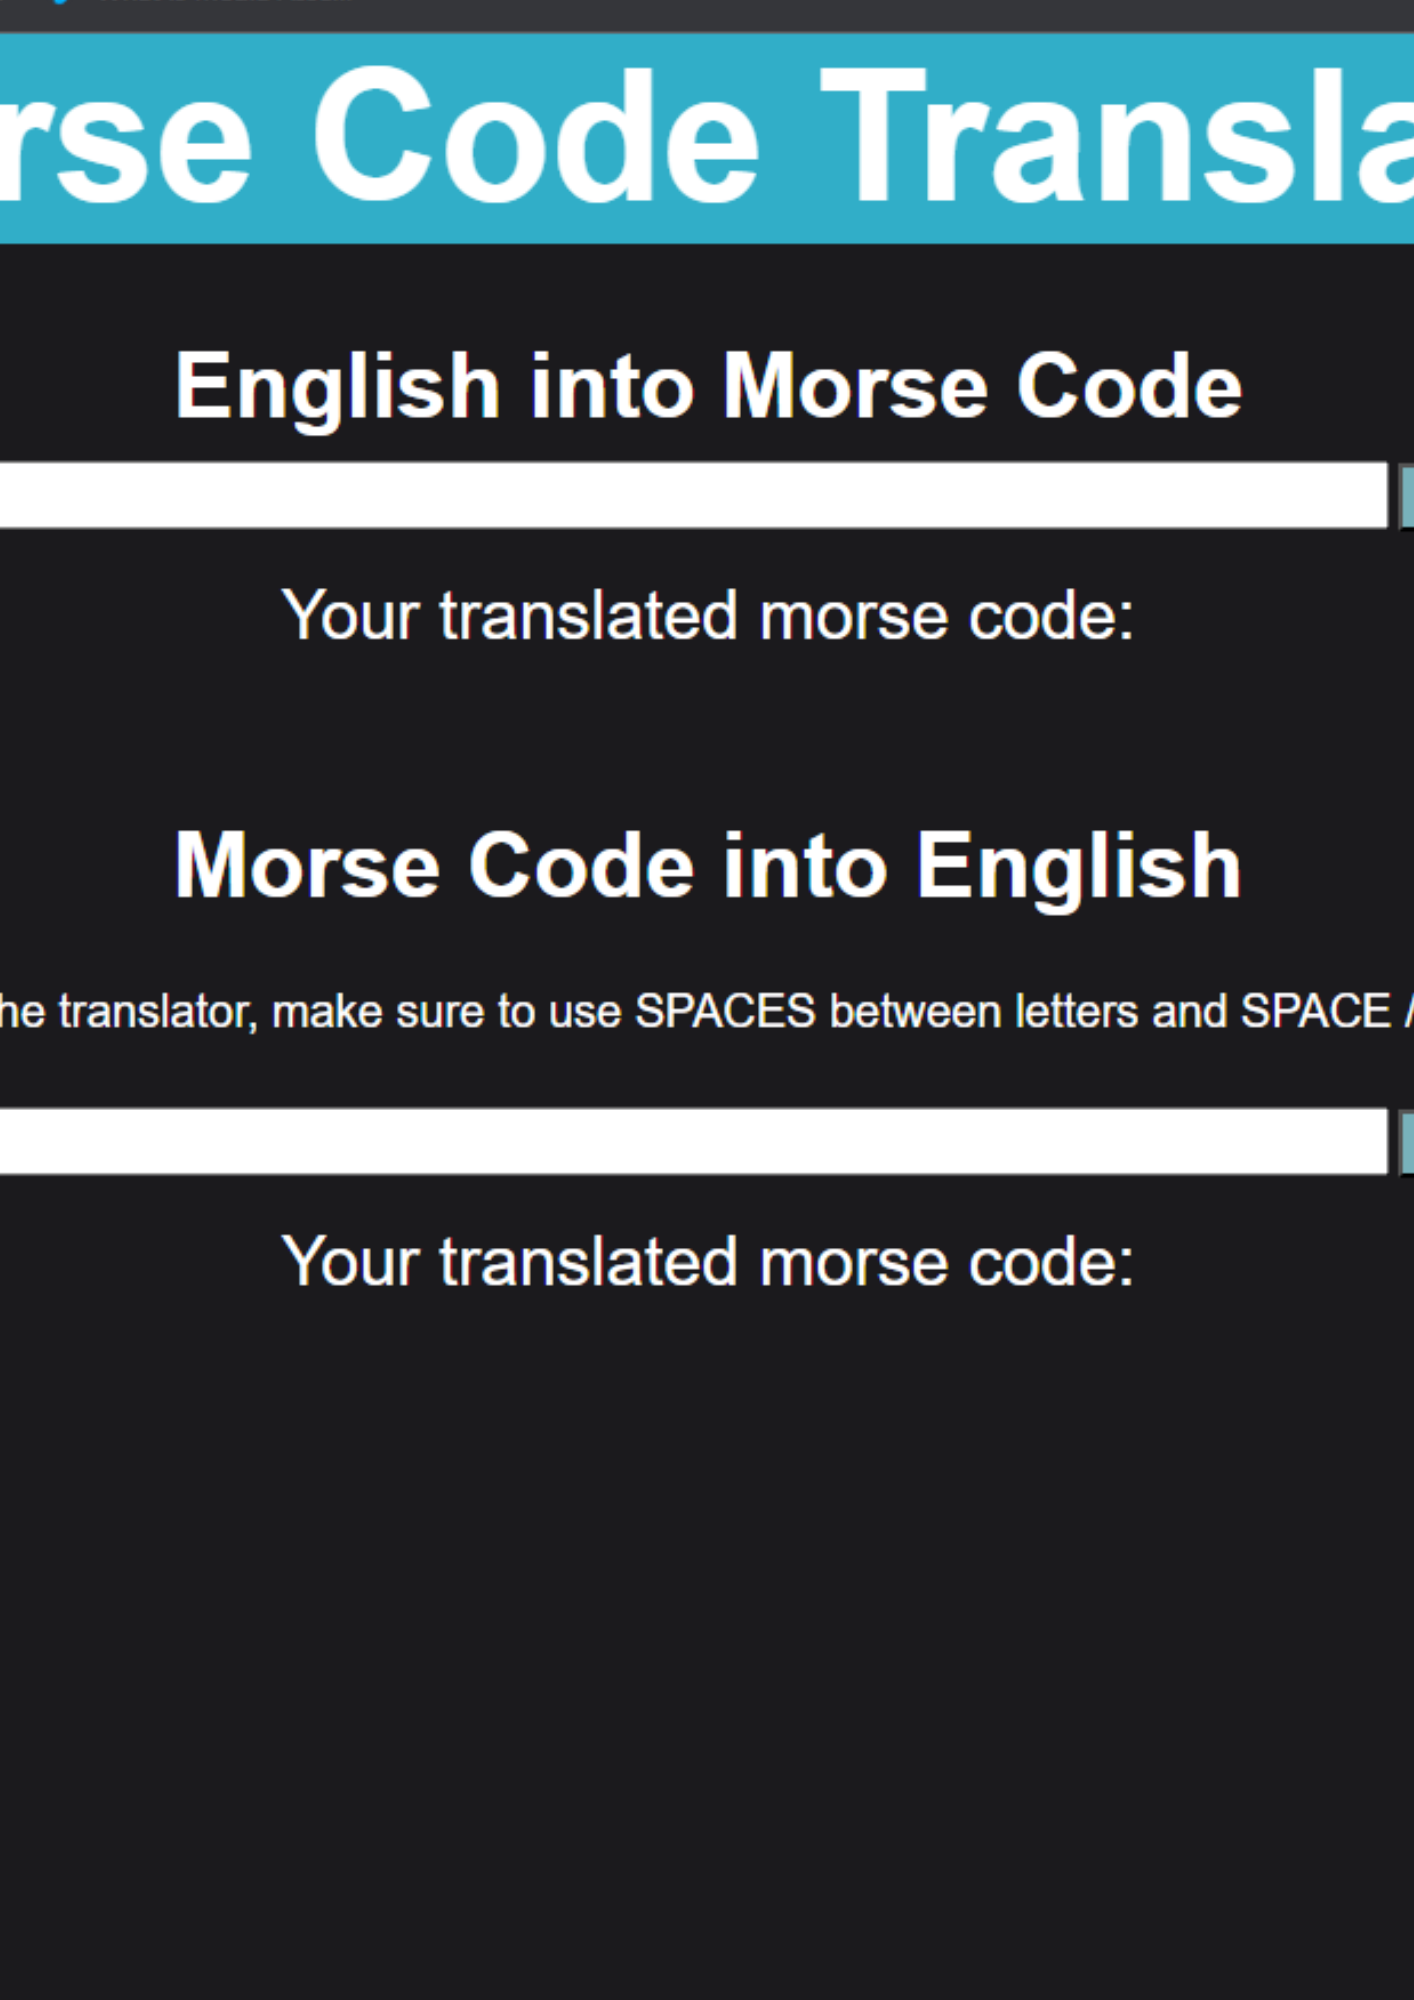 rse Code Transla
English into Morse Code
Your translated morse code:
Morse Code into English
he translator, make sure to use SPACES between letters and SPACE /
Your translated morse code: